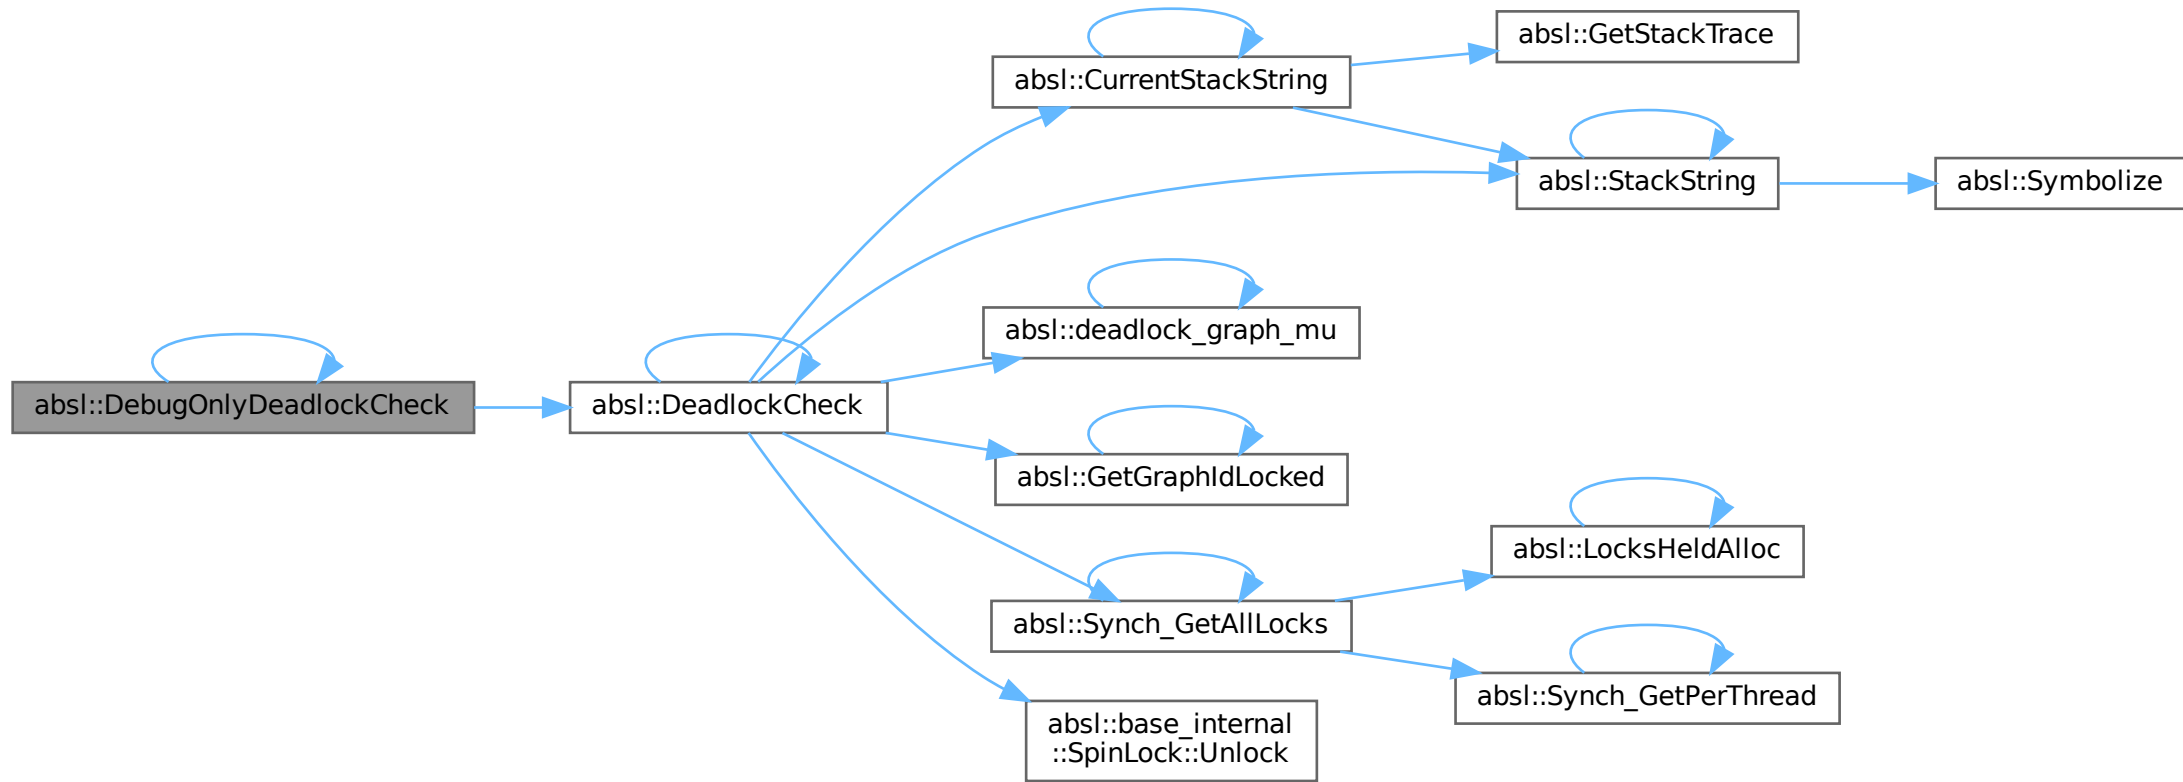 absl::GetStackTrace
absl::CurrentStackString
absl::StackString
absl::Symbolize
absl::deadlock_graph_mu
absl::DebugOnlyDeadlockCheck
absl::DeadlockCheck
absl::GetGraphIdLocked
absl::LocksHeldAlloc
absl::Synch_GetAllLocks
absl::Synch_GetPerThread
absl::base_internal
::SpinLock::Unlock